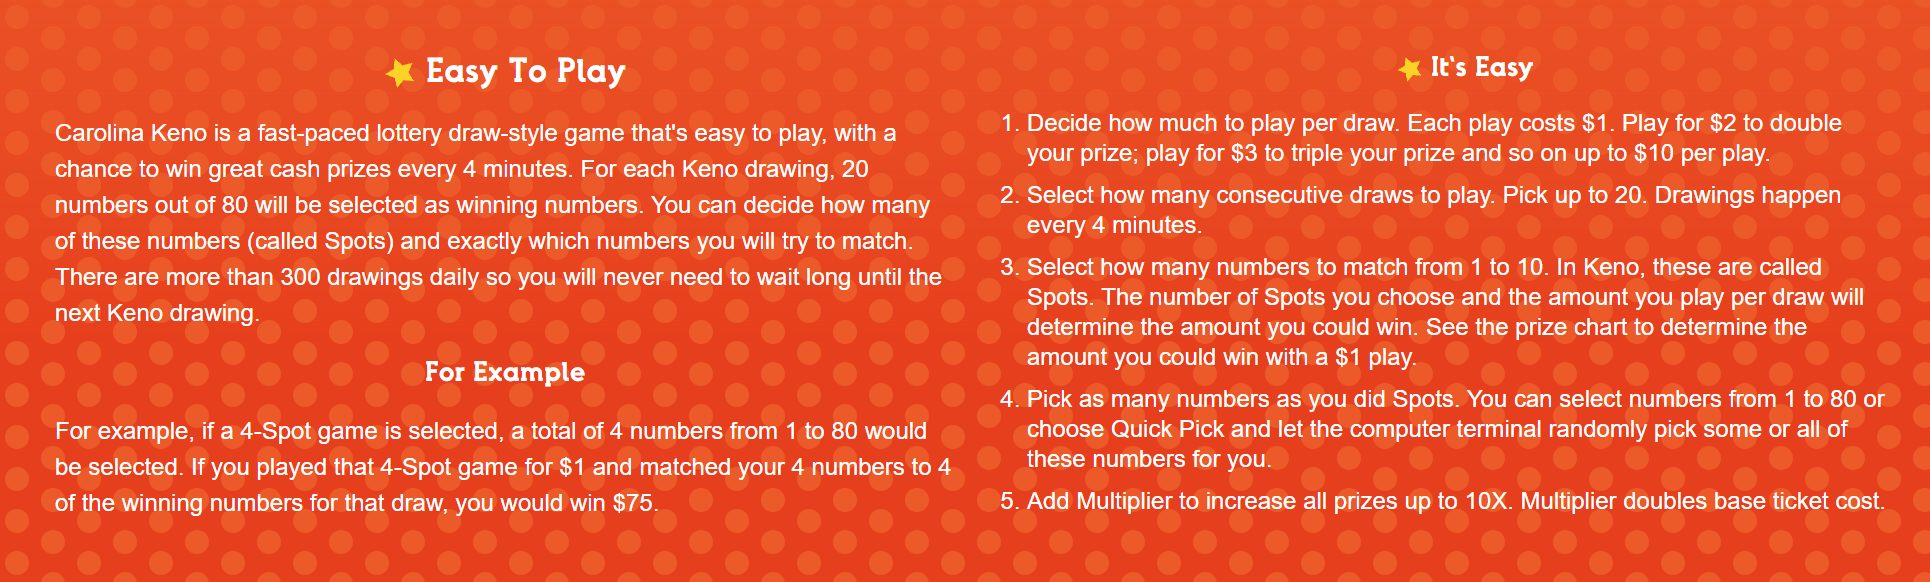 Easy To Play
Carolina Keno is a fast-paced lottery draw-style game that's easy to play, with a
chance to win great cash prizes every 4 minutes. For each Keno drawing, 20
numbers out of 80 will be selected as winning numbers. You can decide how many
of these numbers (called Spots) and exactly which numbers you will try to match.
There are more than 300 drawings daily so you will never need to wait long until the
next Keno drawing.
For Example
For example, if a 4-Spot game is selected, a total of 4 numbers from 1 to 80 would
be selected. If you played that 4-Spot game for $1 and matched your 4 numbers to 4
of the winning numbers for that draw, you would win $75.
It's Easy
1. Decide how much to play per draw. Each play costs $1. Play for $2 to double
your prize; play for $3 to triple your prize and so on up to $10 per play.
2. Select how many consecutive draws to play. Pick up to 20. Drawings happen
every 4 minutes.
3. Select how many numbers to match from 1 to 10. In Keno, these are called
Spots. The number of Spots you choose and the amount you play per draw will
determine the amount you could win. See the prize chart to determine the
amount you could win with a $1 play.
4. Pick as many numbers as you did Spots. You can select numbers from 1 to 80 or
choose Quick Pick and let the computer terminal randomly pick some or all of
these numbers for you.
5. Add Multiplier to increase all prizes up to 10X. Multiplier doubles base ticket cost.